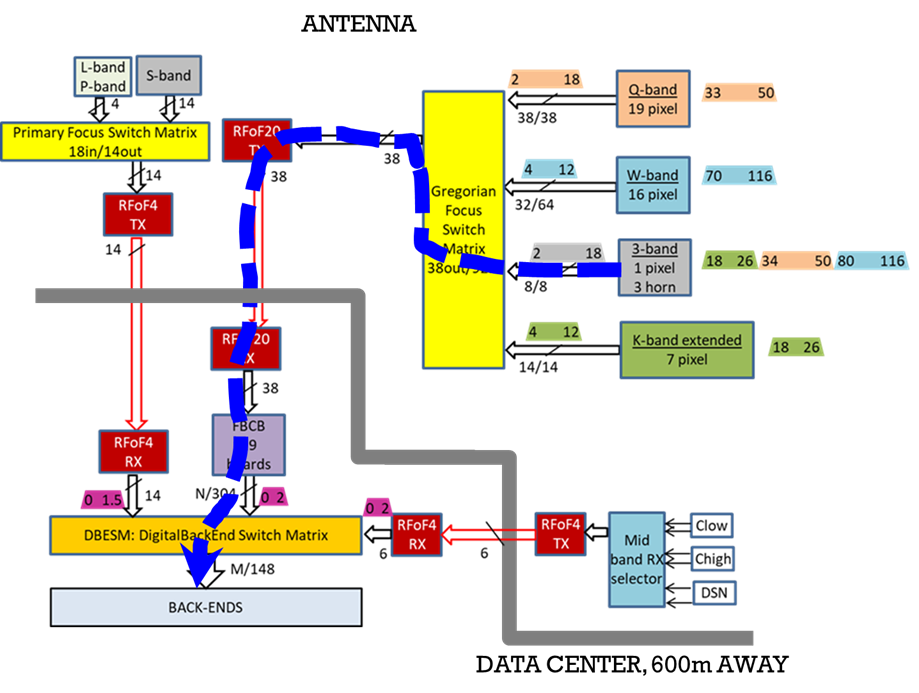 ANTENNA
L-band
P-band
S-band
4
14
Primary Focus Switch Matrix
18in/14out
14
RFoF4
TX
14
RFoF20
38
38
Gregorian
Focus
Switch
Matrix
38out/
2 18
38/38
Q-band
19 pixel
33 50
4 12
32/64
W-band
16 pixel
70 116
2 18
8/8
3-band
1 pixel
3 horn
18 26 34 50 80 116
4 12
14/14
K-band extended
7 pixel
18 26
38
FBCB
RFoF4
RX
0 1.5
14
N/304
0 2
0 2
DBESM: DigitalBackEnd Switch Matrix
6
RFoF4
RX
6
RFoF4
TX
Mid
band RX
selector
Clow
Chigh
DSN
M/148
BACK-ENDS
DATA CENTER, 600m AWAY